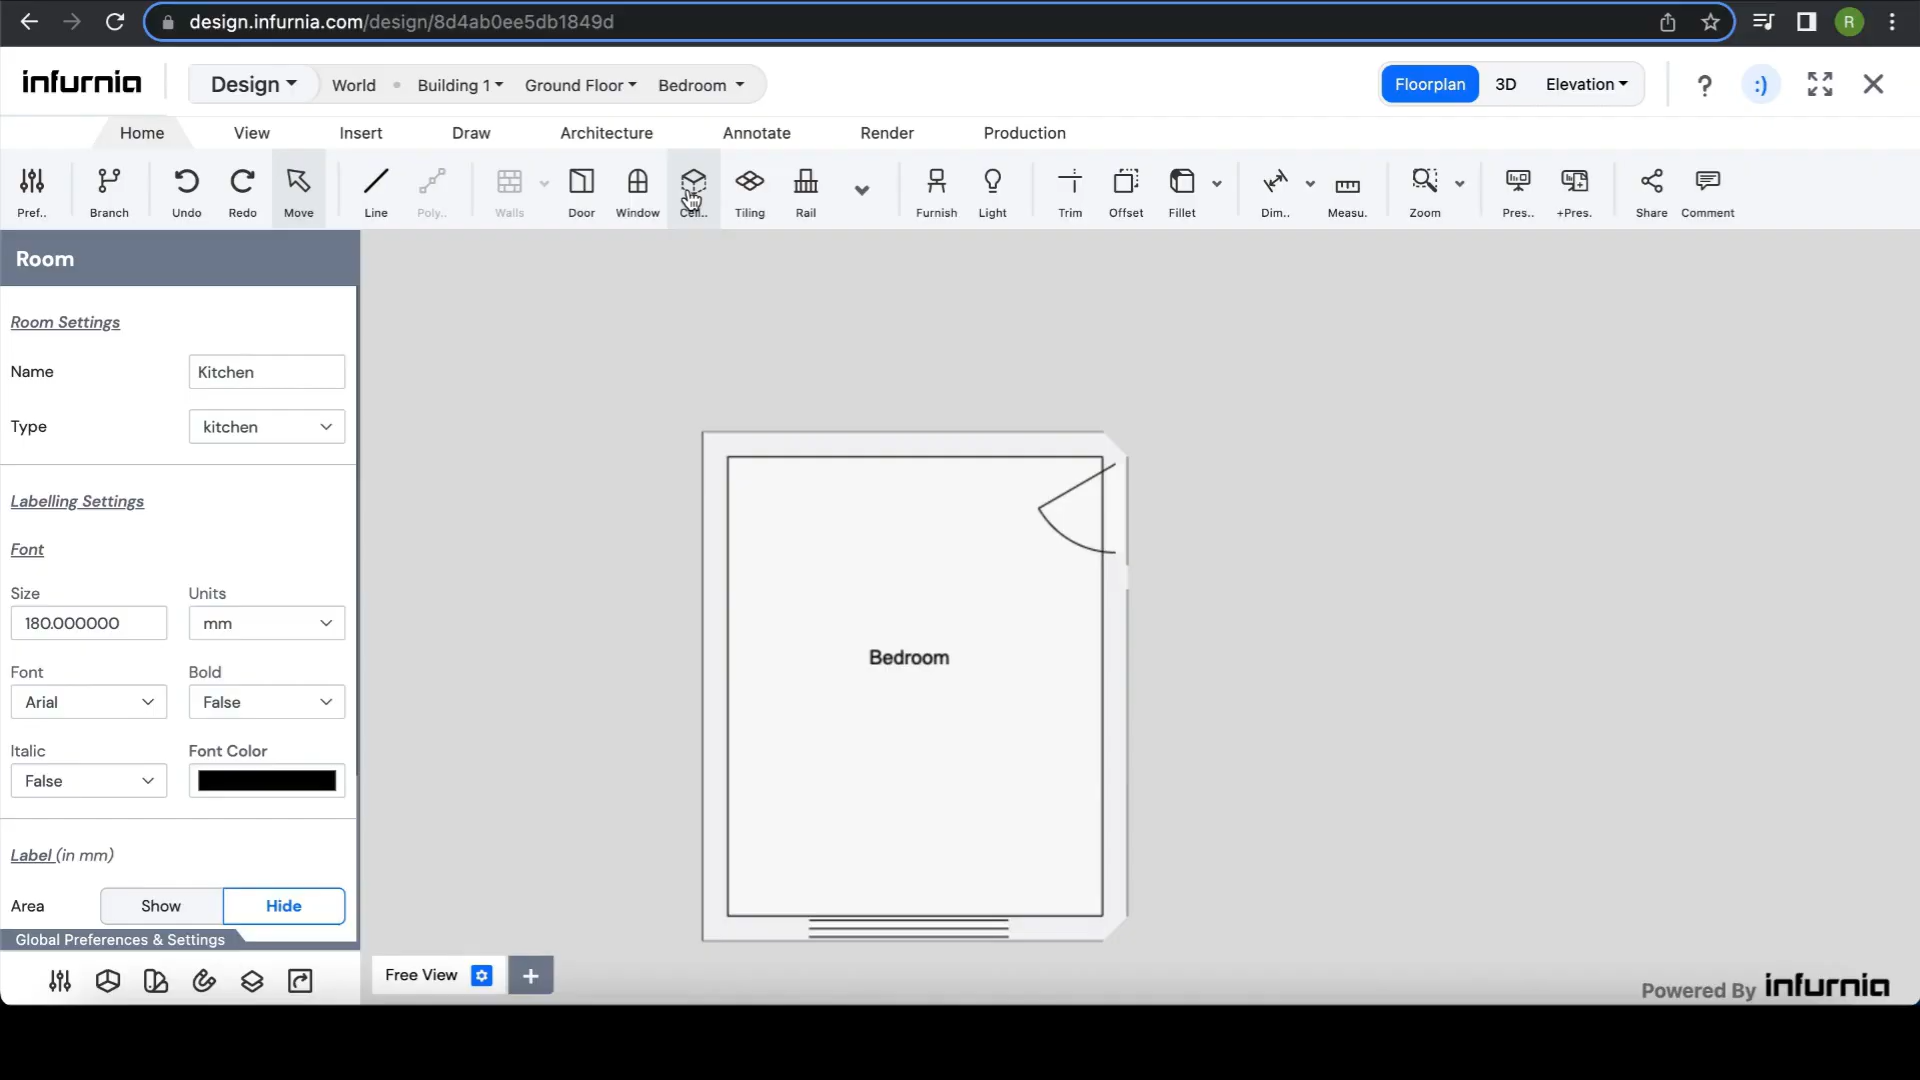 design.infurnia.com/design/8d4ab0ee5db1849d
R
infurnia
Design World Building 1 Ground Floor Bedroom
Floorplan 3D Elevation ? :)
Home View Insert Draw Architecture Annotate Render Production
Pref.. Branch Undo Redo Move Line Poly.. Walls Door Window Ceil.. Tiling Rail Furnish Light Trim Offset Fillet Dim.. Measu. Zoom Pres.. +Pres. Share Comment
Room
Room Settings
Name Kitchen
Type kitchen
Labelling Settings
Font
Size Units
180.000000 mm
Font Bold
Arial False
Italic Font Color
False
Label (in mm)
Area Show Hide
Global Preferences & Settings
Bedroom
Free View +
Powered By infurnia